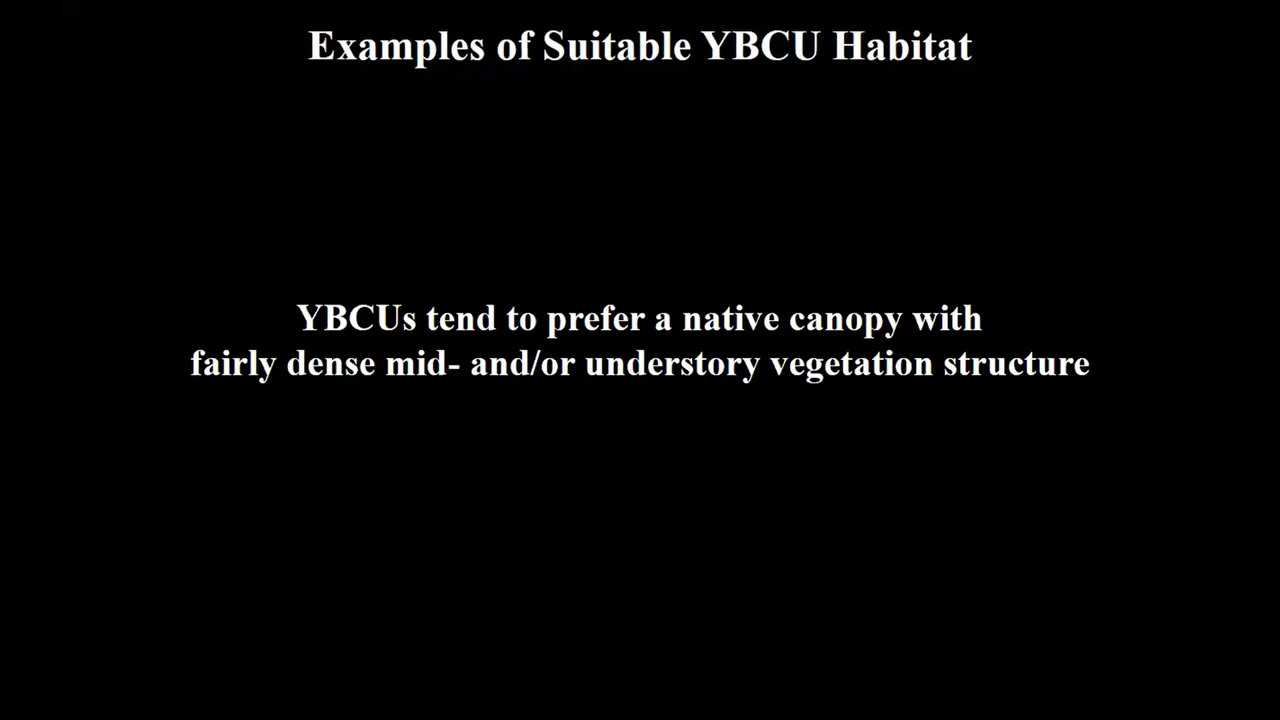 Examples of Suitable YBCU Habitat
YBCUs tend to prefer a native canopy with
fairly dense mid- and/or understory vegetation structure